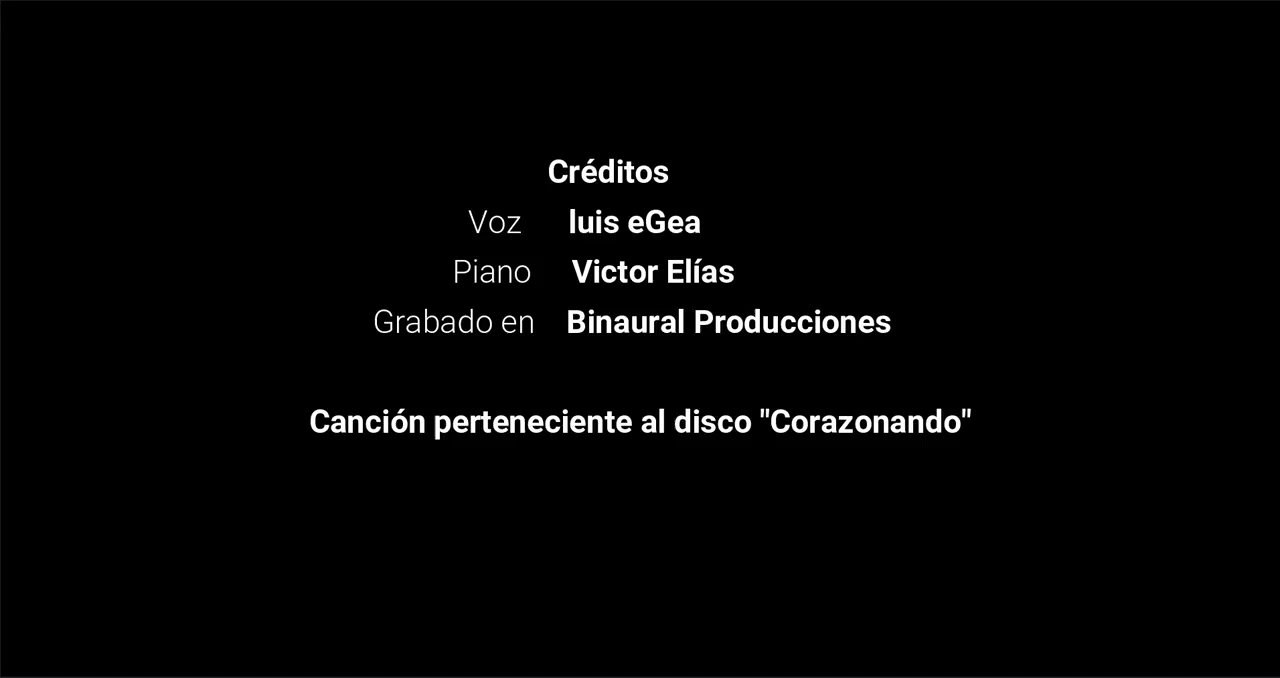 Créditos
Voz luis eGea
Piano Victor Elías
Grabado en Binaural Producciones
Canción perteneciente al disco "Corazonando"